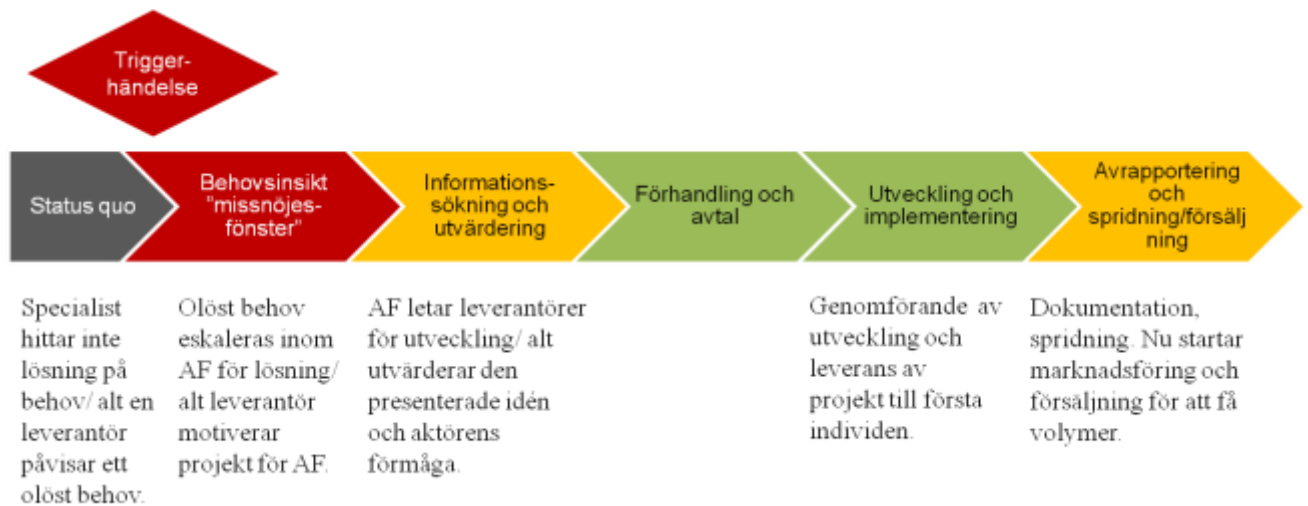 Trigger-
händelse
Status quo
Behovsinsikt
"missnöjes-
fönster"
Informations-
sökning och
utvärdering
Förhandling och
avtal
Utveckling och
implementering
Avrapportering
och
spridning/försälj
ning
Specialist
hittar inte
lösning på
behov/ alt en
leverantör
påvisar ett
olöst behov.
Olöst behov
eskaleras inom
AF för lösning/
alt leverantör
motiverar
projekt för AF.
AF letar leverantörer
för utveckling/ alt
utvärderar den
presenterade idén
och aktörens
förmåga.
Genomförande av
utveckling och
leverans av
projekt till första
individen.
Dokumentation,
spridning. Nu startar
marknadsföring och
försäljning för att få
volymer.